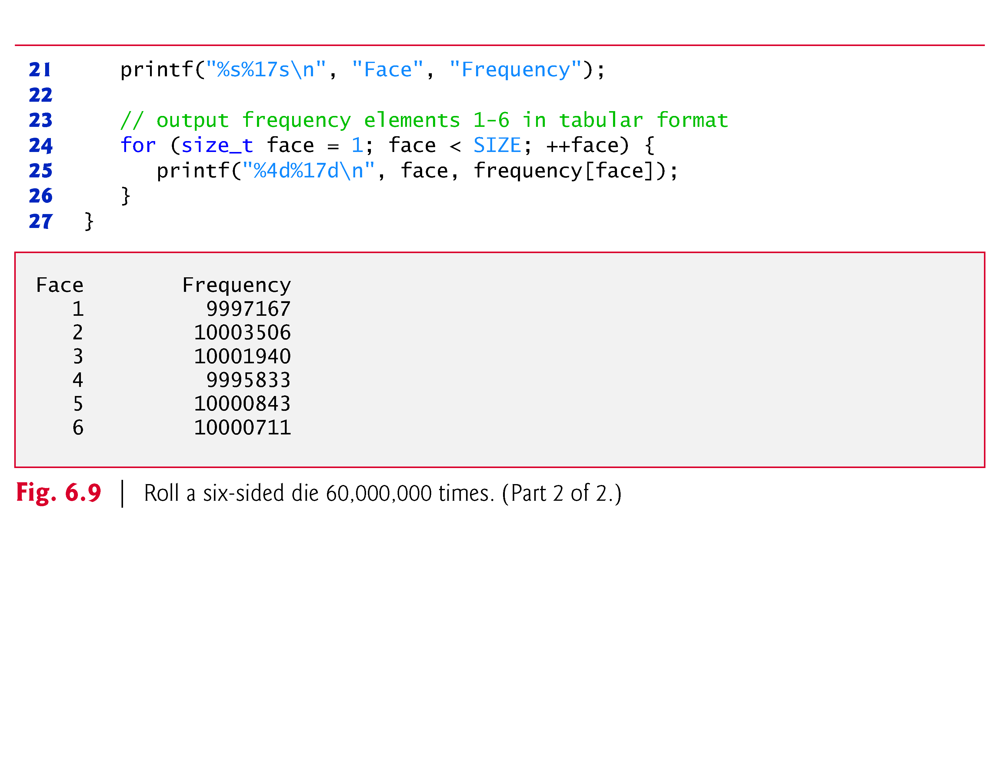 21 printf("%s%17s\n", "Face", "Frequency");
22
23 // output frequency elements 1-6 in tabular format
24 for (size_t face = 1; face < SIZE; ++face) {
25 printf("%4d%17d\n", face, frequency[face]);
26 }
27 }
Face Frequency
1 9997167
2 10003506
3 10001940
4 9995833
5 10000843
6 10000711
Fig. 6.9 | Roll a six-sided die 60,000,000 times. (Part 2 of 2.)